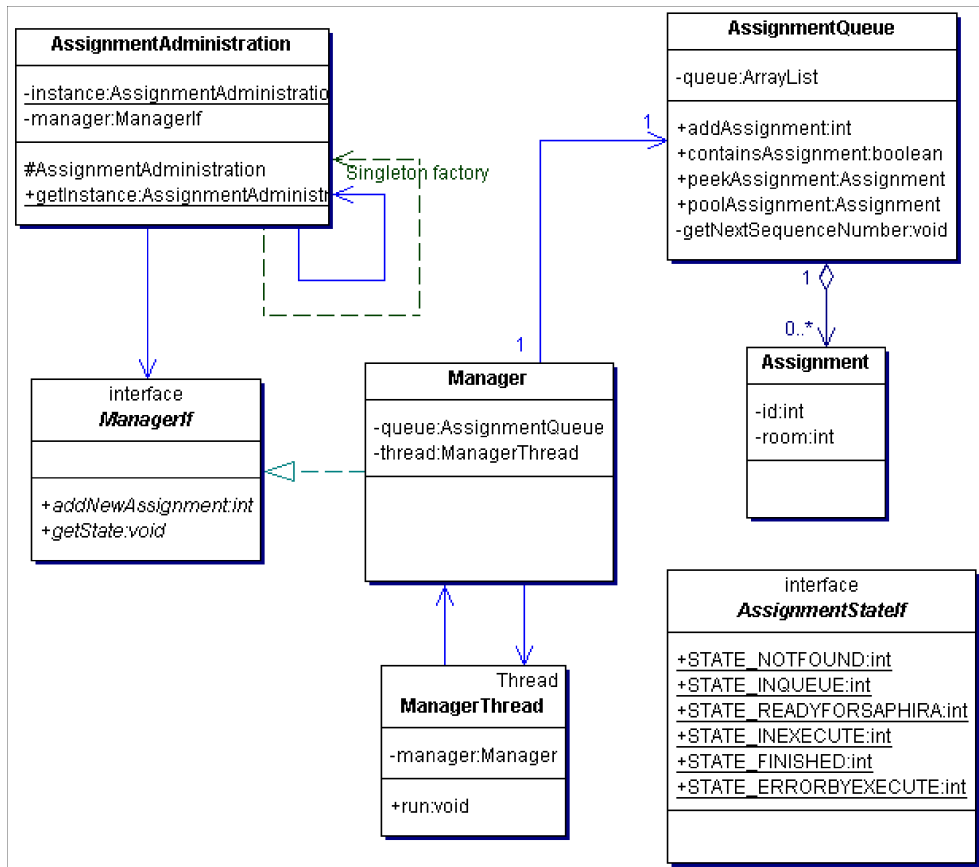 AssignmentAdministration
-instance:AssignmentAdministratio
-manager:ManagerIf
#AssignmentAdministration
+getInstance:AssignmentAdminist
Singleton factory
AssignmentQueue
-queue:ArrayList
+addAssignment:int
+containsAssignment:boolean
+peekAssignment:Assignment
+poolAssignment:Assignment
-getNextSequenceNumber:void
1
1
1
0..*
Assignment
-id:int
-room:int
interface
ManagerIf
+addNewAssignment:int
+getState:void
Manager
-queue:AssignmentQueue
-thread:ManagerThread
Thread
ManagerThread
-manager:Manager
+run:void
interface
AssignmentStateIf
+STATE_NOTFOUND:int
+STATE_INQUEUE:int
+STATE_READYFORSAPHIRA:int
+STATE_INEXECUTE:int
+STATE_FINISHED:int
+STATE_ERRORBYEXECUTE:int